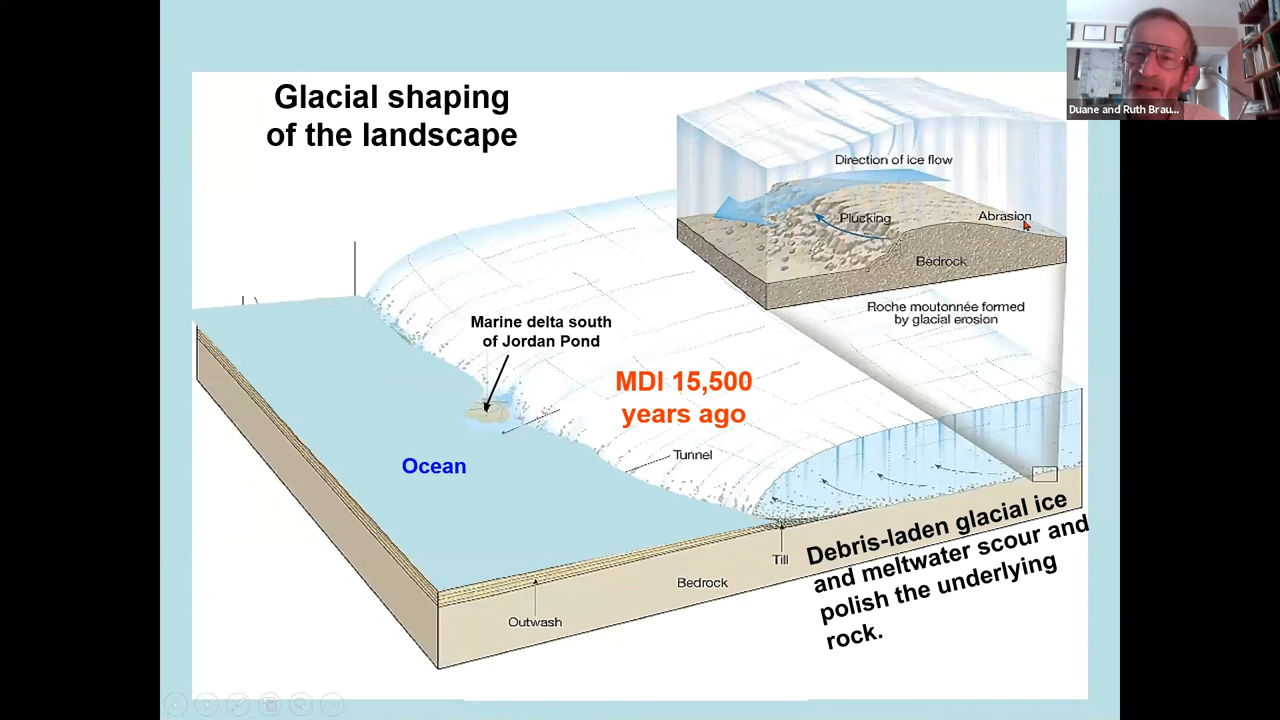 Glacial shaping
of the landscape
Duane and Ruth Brau...
Direction of ice flow
Plucking
Abrasion
Bedrock
Roche moutonnée formed
by glacial erosion
Marine delta south
of Jordan Pond
MDI 15,500
years ago
Tunnel
Ocean
Till
Debris-laden glacial ice
and meltwater scour and
polish the underlying
rock.
Bedrock
Outwash